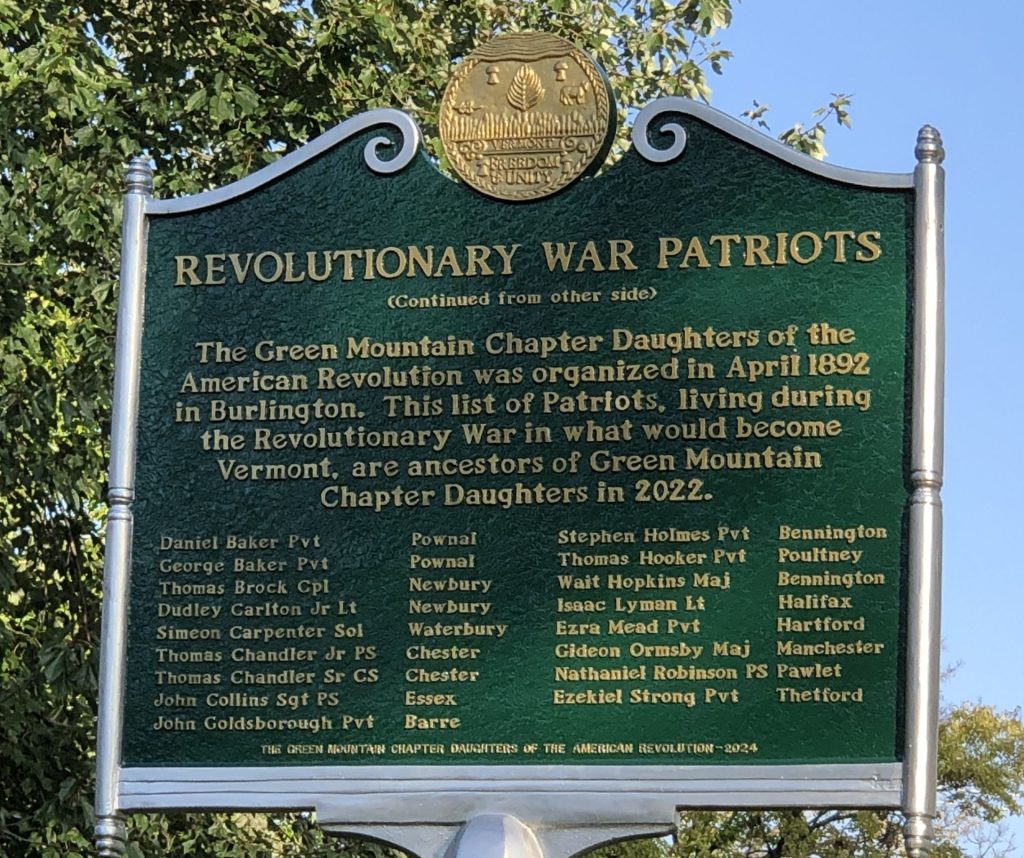 VERMONT
FREEDOM
& UNITY
REVOLUTIONARY WAR PATRIOTS
(Continued from other side)
The Green Mountain Chapter Daughters of the
American Revolution was organized in April 1892
in Burlington. This list of Patriots, living during
the Revolutionary War in what would become
Vermont, are ancestors of Green Mountain
Chapter Daughters in 2022.
Daniel Baker Pvt Pownal
George Baker Pvt Pownal
Thomas Brock Cpl Newbury
Dudley Carlton Jr Lt Newbury
Simeon Carpenter Sol Waterbury
Thomas Chandler Jr PS Chester
Thomas Chandler Sr CS Chester
John Collins Sgt PS Essex
John Goldsborough Pvt Barre
Stephen Holmes Pvt Bennington
Thomas Hooker Pvt Poultney
Wait Hopkins Maj Bennington
Isaac Lyman Lt Halifax
Ezra Mead Pvt Hartford
Gideon Ormsby Maj Manchester
Nathaniel Robinson PS Pawlet
Ezekiel Strong Pvt Thetford
THE GREEN MOUNTAIN CHAPTER DAUGHTERS OF THE AMERICAN REVOLUTION-2024